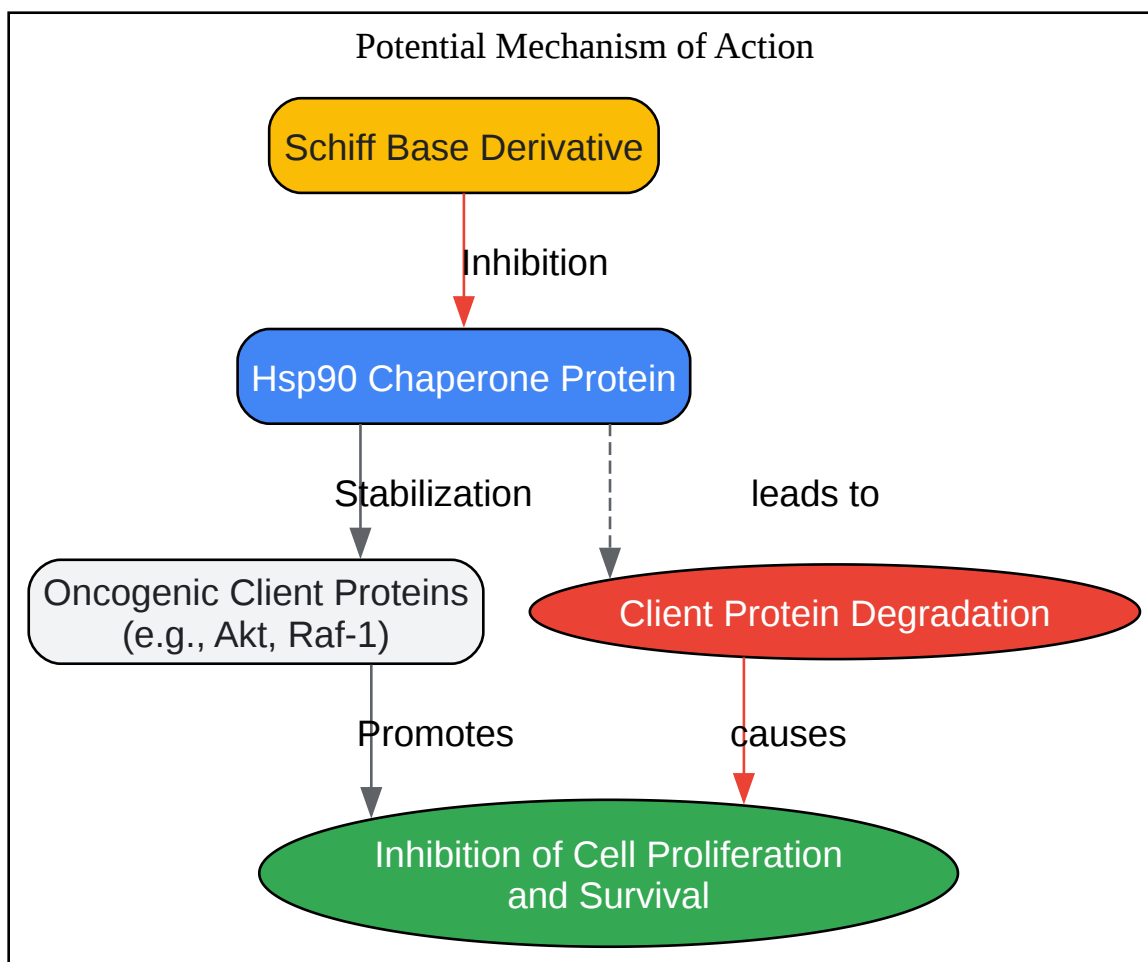 Potential Mechanism of Action
Schiff Base Derivative
Inhibition
Hsp90 Chaperone Protein
Stabilization
leads to
Oncogenic Client Proteins
(e.g., Akt, Raf-1)
Client Protein Degradation
Promotes
causes
Inhibition of Cell Proliferation
and Survival